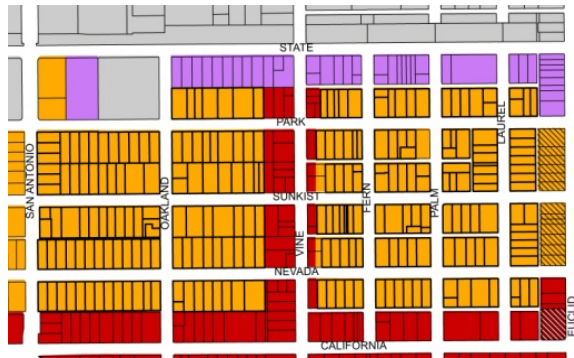 STATE
PARK
LAUREL
SAN ANTONIO
OAKLAND
SUNKIST
FERN
PALM
VINE
NEVADA
EUCLID
CALIFORNIA